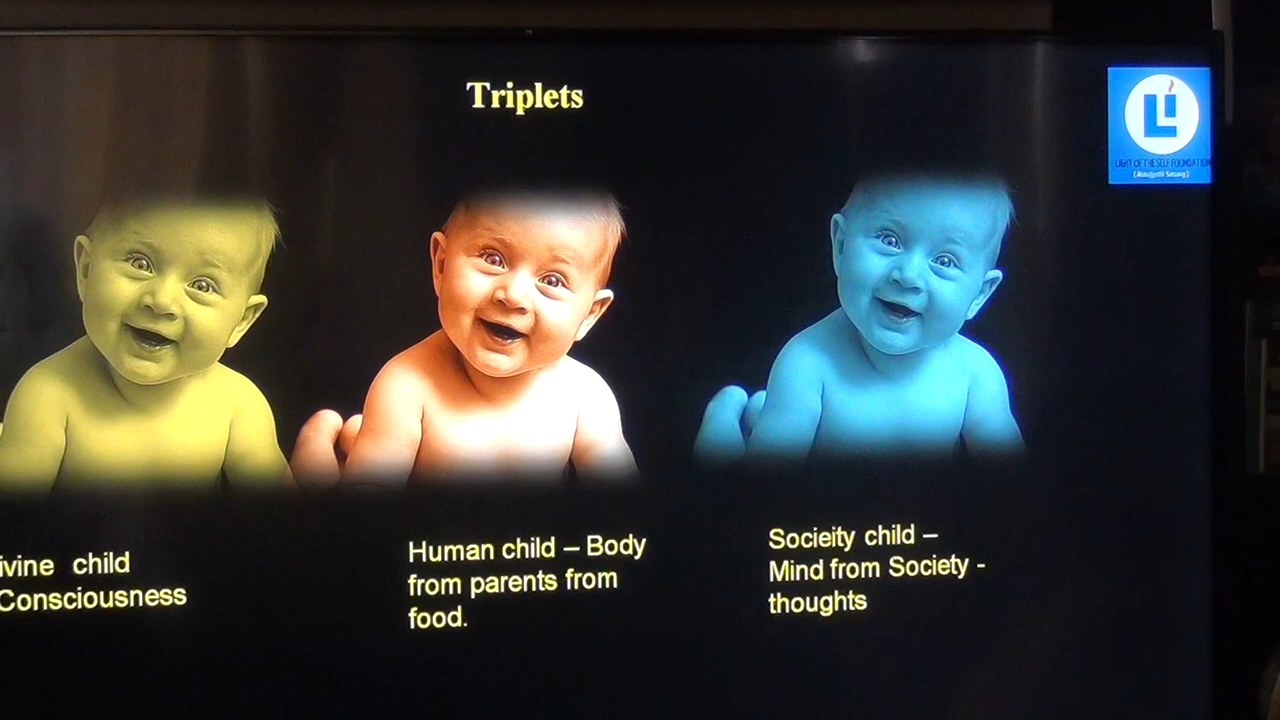 Triplets
LIGHT OF THE SELF FOUNDATION
ivine child
Consciousness
Human child – Body
from parents from
food.
Socieity child –
Mind from Society -
thoughts